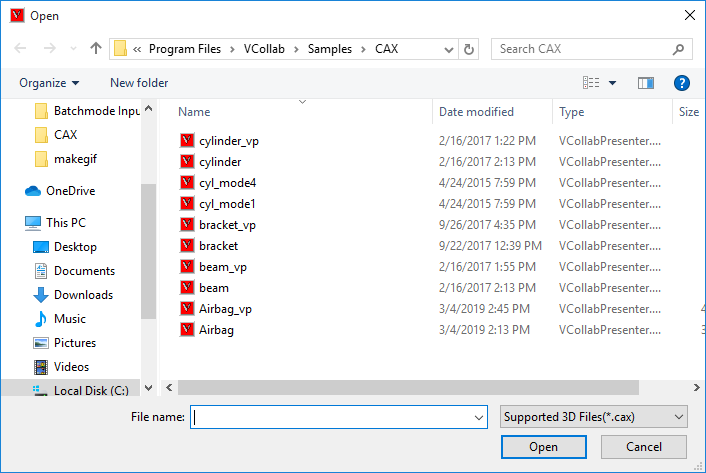 Open
« Program Files > VCollab > Samples > CAX
Search CAX
Organize
New folder
Name Date modified Type Size
Batchmode Inpu
CAX
makegif
OneDrive
This PC
Desktop
Documents
Downloads
Music
Pictures
Videos
Local Disk (C:)
cylinder_vp 2/16/2017 1:22 PM VCollabPresenter....
cylinder 2/16/2017 2:13 PM VCollabPresenter....
cyl_mode4 4/24/2015 7:59 PM VCollabPresenter....
cyl_mode1 4/24/2015 7:59 PM VCollabPresenter....
bracket_vp 9/26/2017 4:35 PM VCollabPresenter....
bracket 9/22/2017 12:39 PM VCollabPresenter....
beam_vp 2/16/2017 1:55 PM VCollabPresenter....
beam 2/16/2017 2:13 PM VCollabPresenter....
Airbag_vp 3/4/2019 2:45 PM VCollabPresenter....
Airbag 3/4/2019 2:13 PM VCollabPresenter....
File name:
Supported 3D Files(*.cax)
Open
Cancel